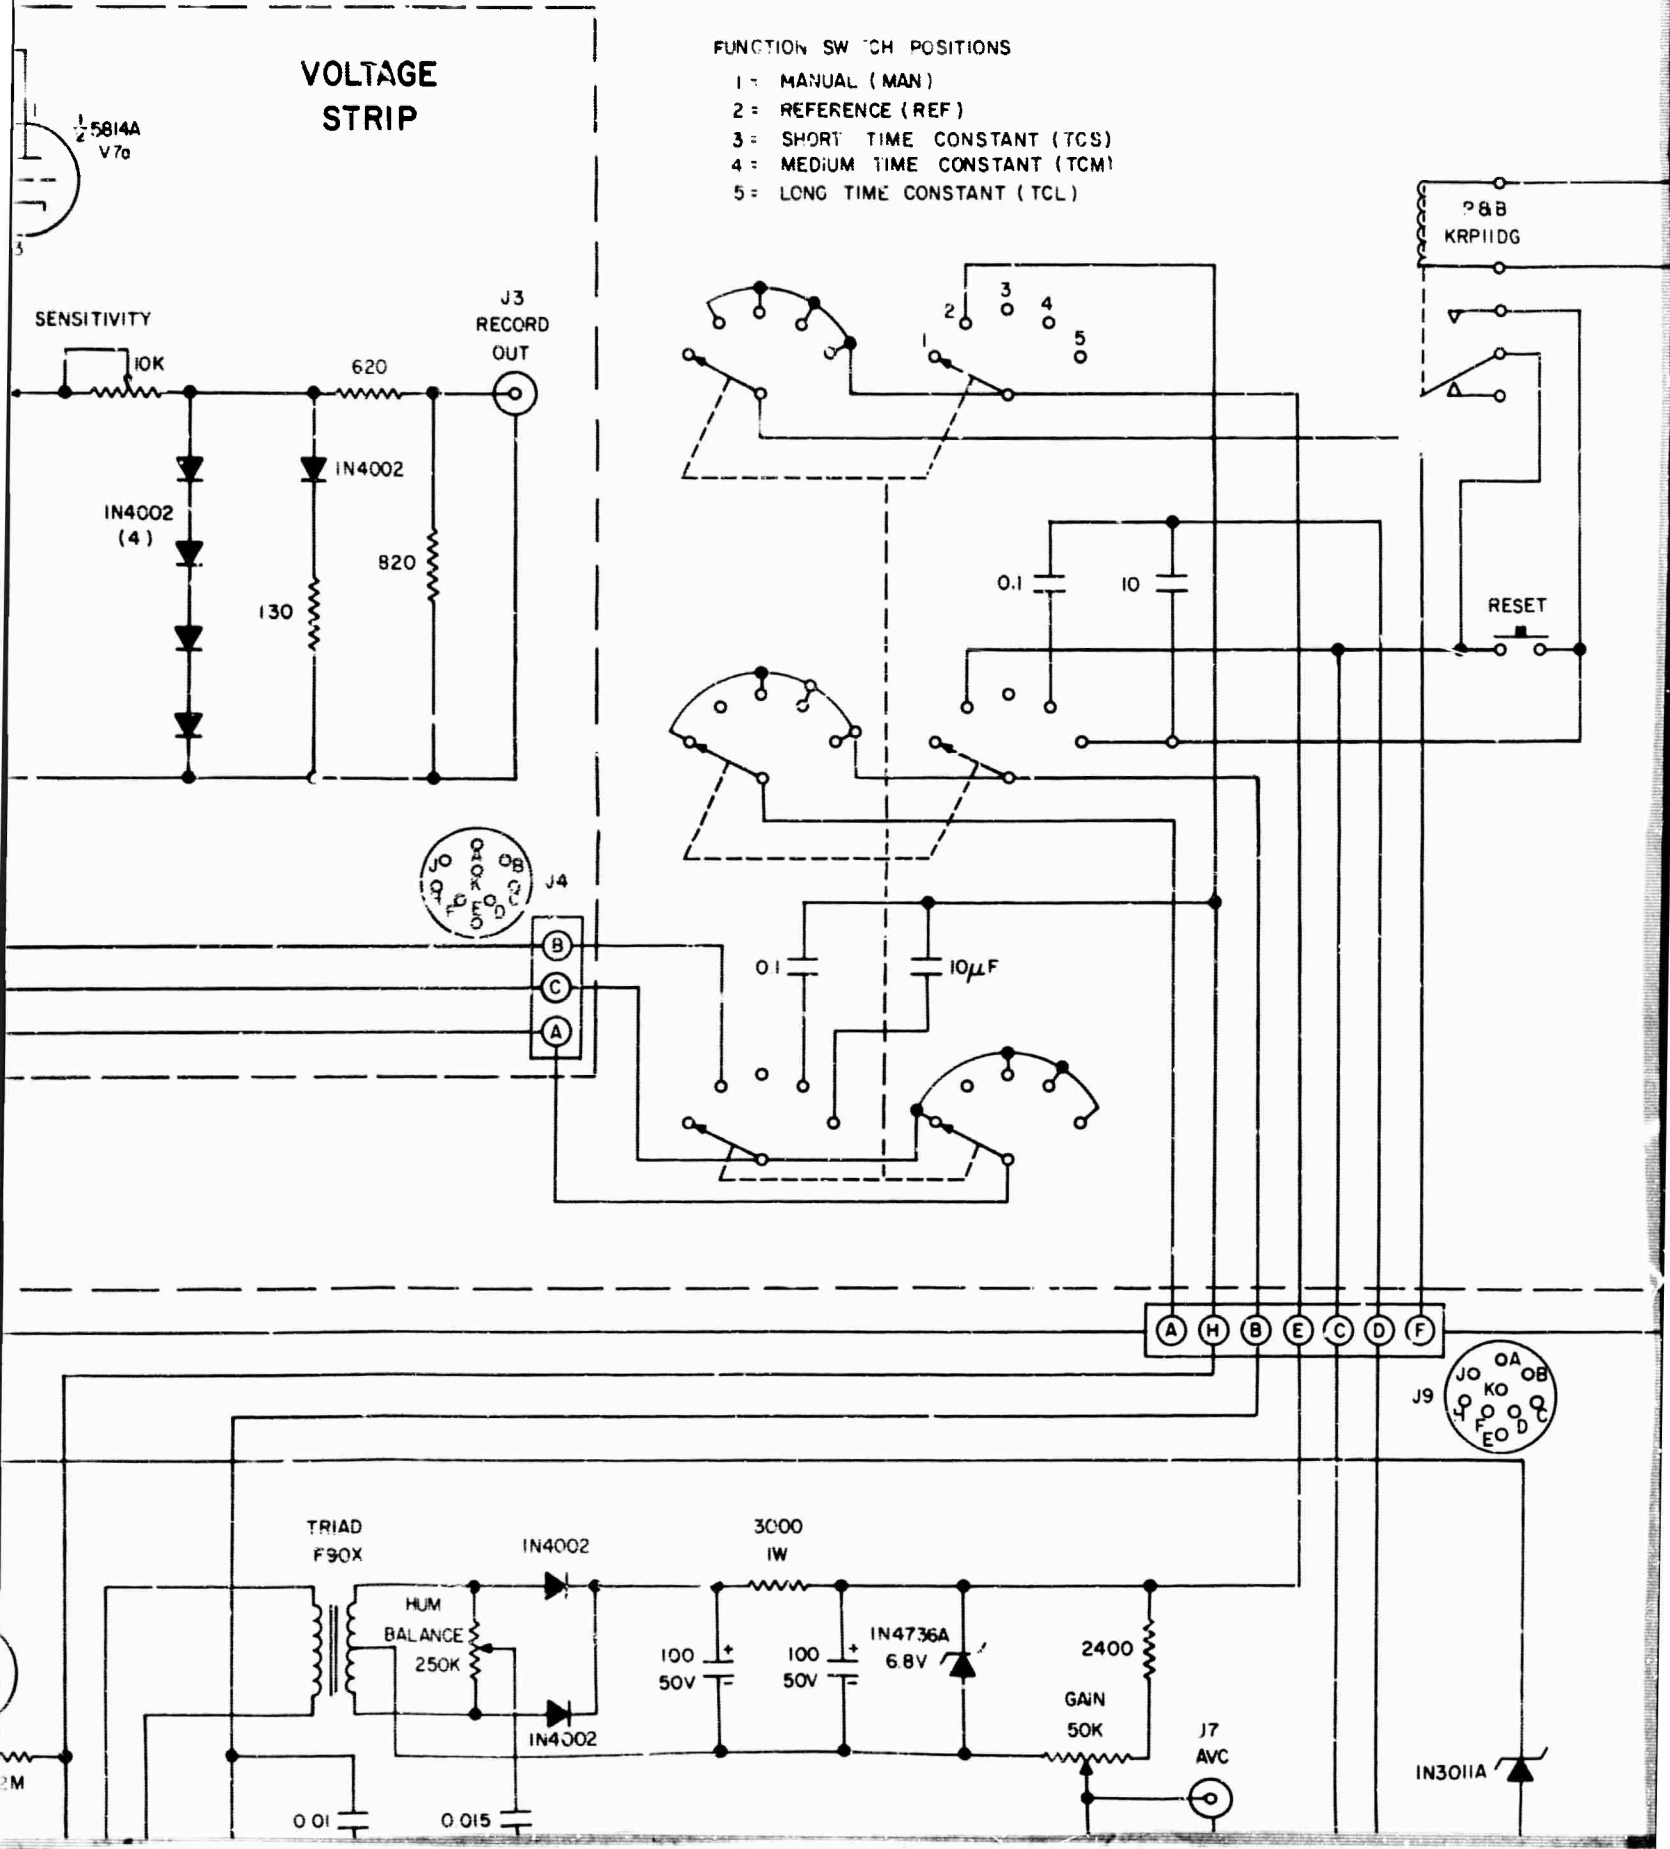 VOLTAGE
STRIP
FUNCTION SW CH POSITIONS
1 = MANUAL (MAN)
2 = REFERENCE (REF)
3 = SHORT TIME CONSTANT (TCS)
4 = MEDIUM TIME CONSTANT (TCM)
5 = LONG TIME CONSTANT (TCL)
1
½ 5814A
V7a
3
P&B
KRP11DG
SENSITIVITY
10K
620
J3
RECORD
OUT
1
2
3
4
5
1N4002
1N4002
(4)
820
130
0.1
10
RESET
J
A
B
K
F
E
D
C
J4
B
C
A
0.1
10µF
A
H
B
E
C
D
F
J9
J
A
B
K
H
F
E
D
C
TRIAD
F90X
1N4002
3000
1W
HUM
BALANCE
250K
100
50V
+
-
100
50V
+
-
1N4736A
6.8V
2400
GAIN
50K
1N4002
J7
AVC
1N3011A
2M
0.01
0.015